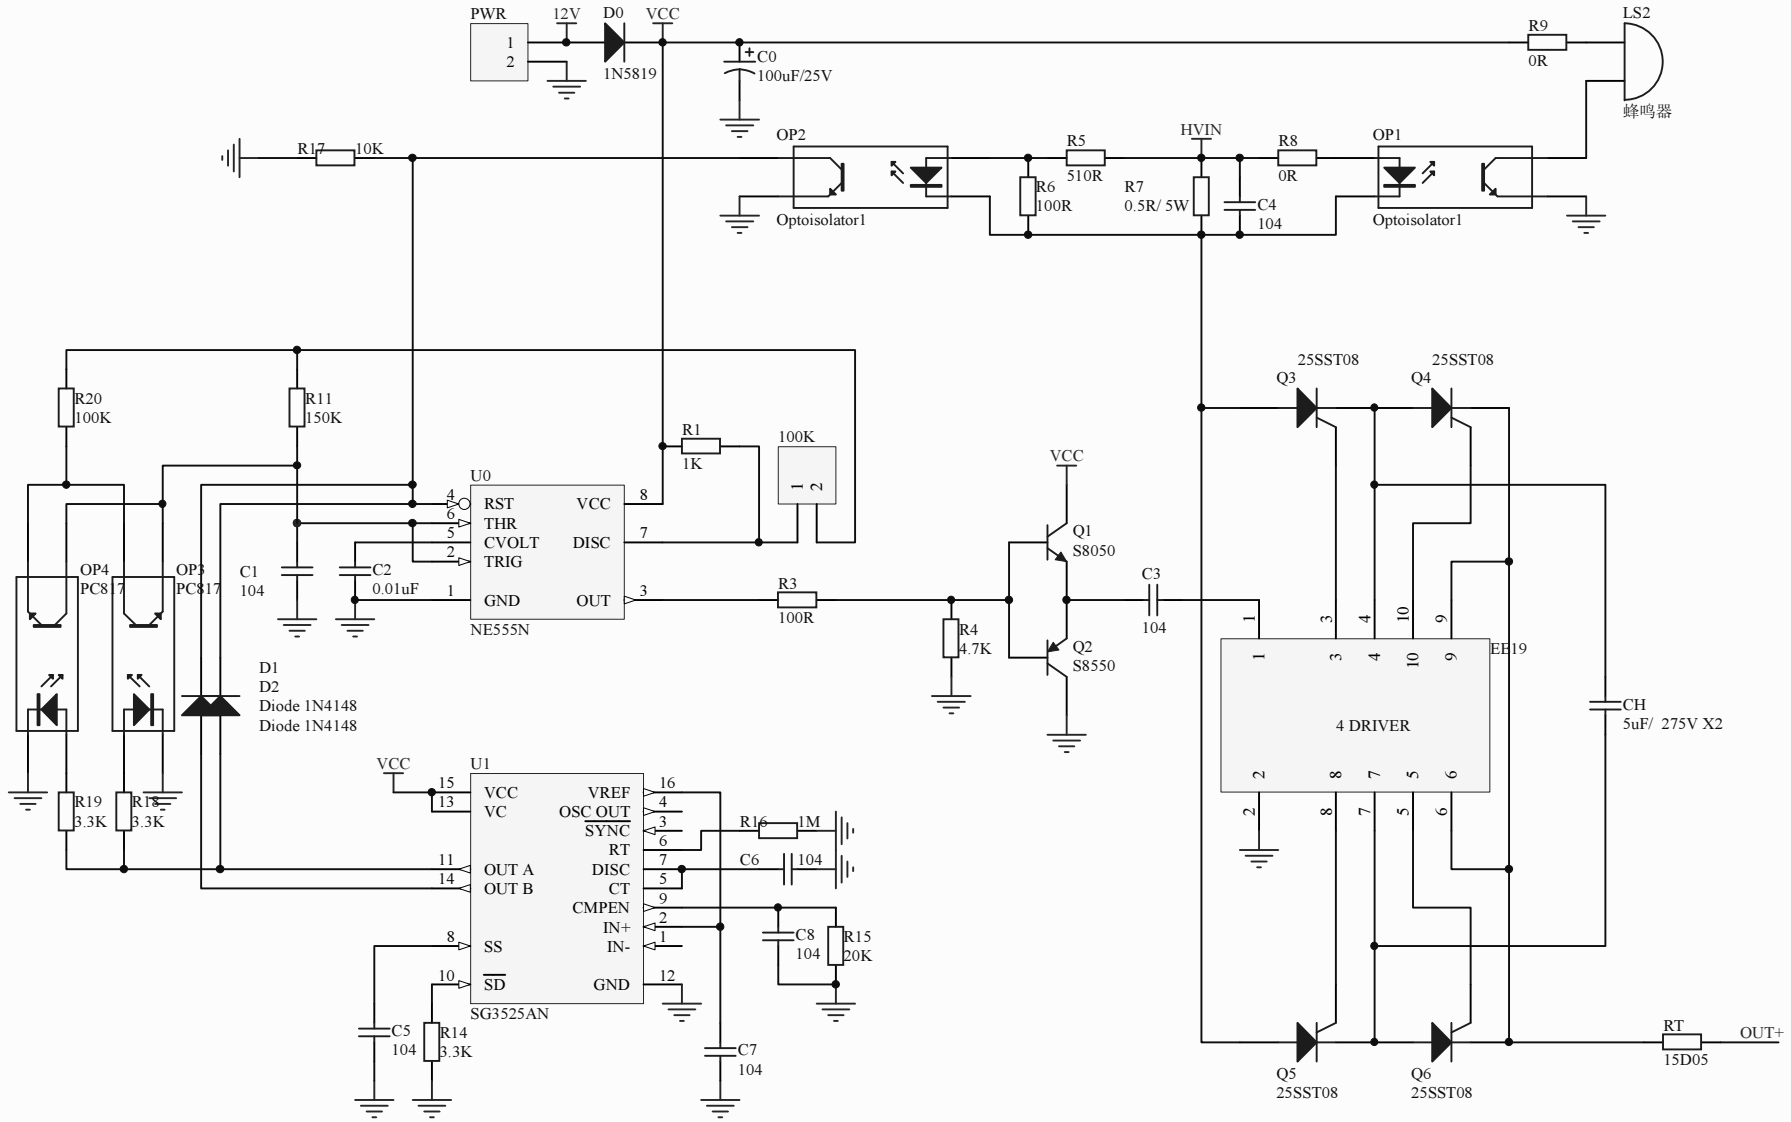 PWR
12V
D0
VCC
LS2
1
2
1N5819
C0
100uF/25V
R9
0R
蜂鸣器
R17
10K
OP2
Optoisolator1
R5
510R
R6
100R
HVIN
R7
0.5R/ 5W
R8
0R
C4
104
OP1
Optoisolator1
R20
100K
R11
150K
R1
1K
100K
1
2
U0
4
RST
6
THR
5
CVOLT
2
TRIG
1
GND
VCC
8
DISC
7
OUT
3
NE555N
OP4
PC817
OP3
PC817
C1
104
C2
0.01uF
R3
100R
R4
4.7K
VCC
Q1
S8050
Q2
S8550
C3
104
25SST08
Q3
25SST08
Q4
1
3
4
10
9
1
3
4
10
9
EE19
4 DRIVER
2
8
7
5
6
2
8
7
5
6
CH
5uF/ 275V X2
D1
D2
Diode 1N4148
Diode 1N4148
R19
3.3K
R18
3.3K
VCC
U1
15
VCC
13
VC
11
OUT A
14
OUT B
8
SS
10
SD
VREF
16
OSC OUT
4
SYNC
3
RT
6
DISC
7
CT
5
CMPEN
9
IN+
2
IN-
1
GND
12
SG3525AN
R16
1M
C6
104
C8
104
R15
20K
C5
104
R14
3.3K
C7
104
Q5
25SST08
Q6
25SST08
RT
15D05
OUT+